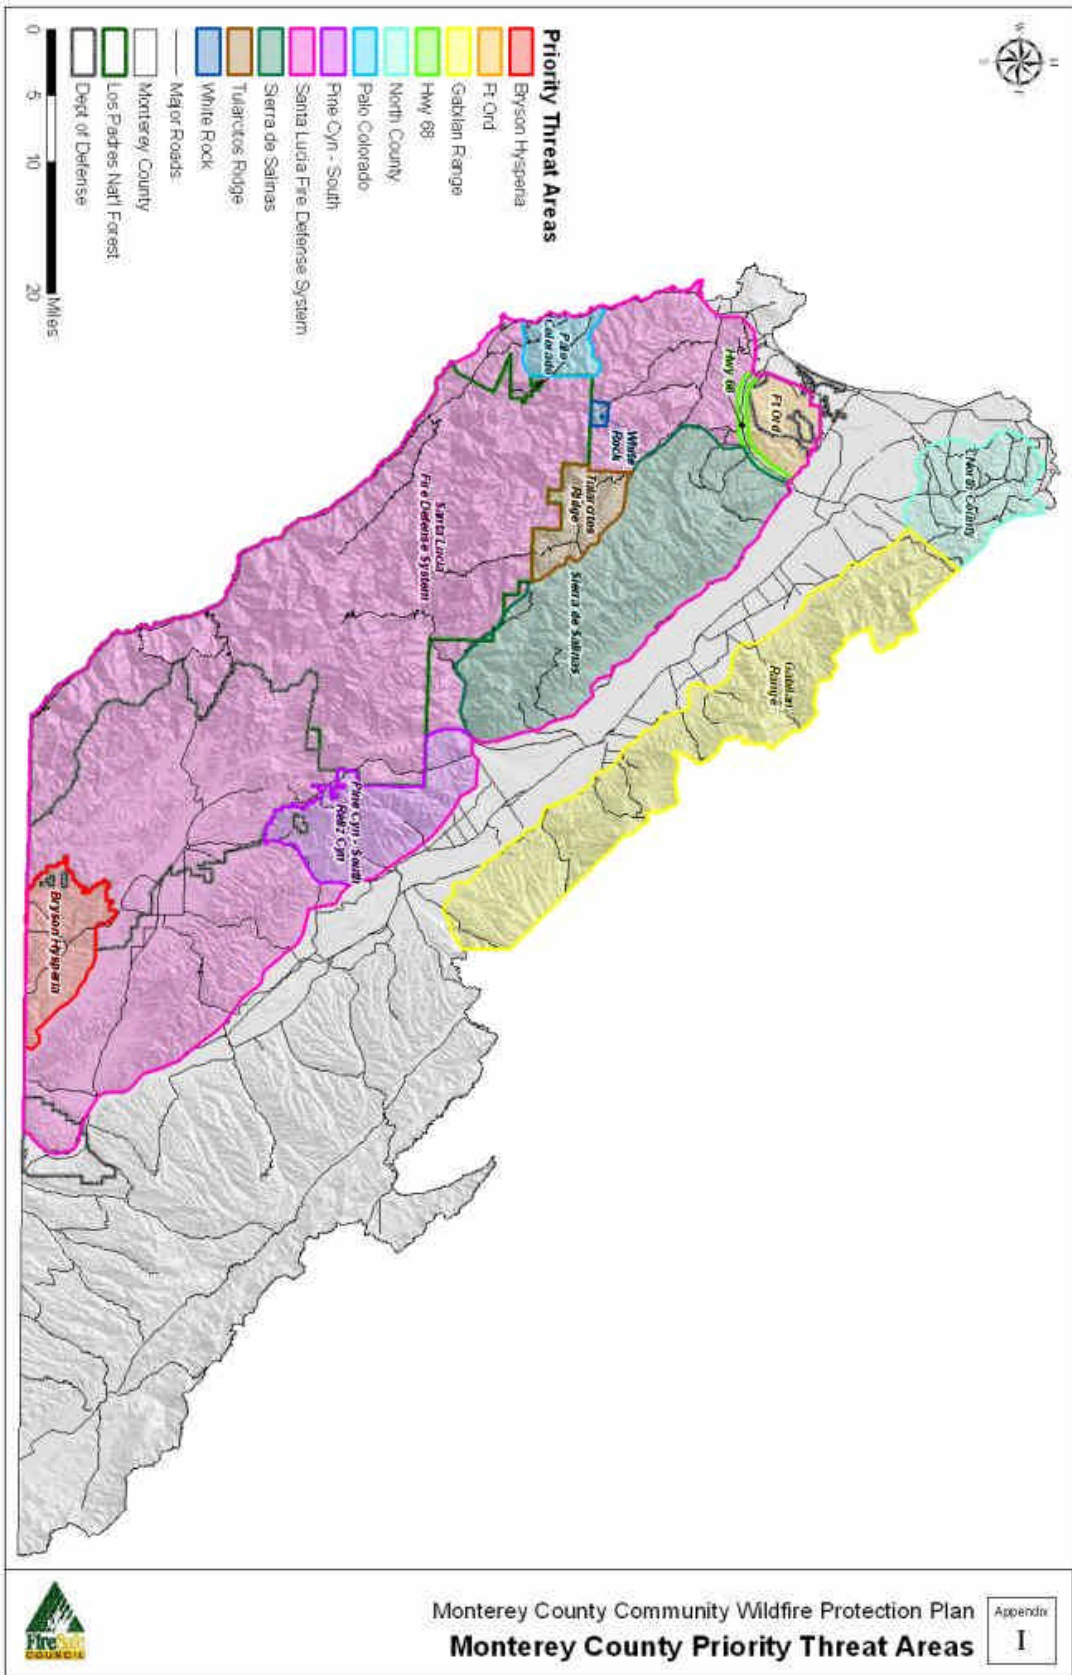 Appendix
I
Monterey County Community Wildfire Protection Plan
Monterey County Priority Threat Areas
Priority Threat Areas
Bryson Hysperia
Ft Ord
Gabilan Range
Hwy 68
North County
Palo Colorado
Pine Cyn - South
Santa Lucia Fire Defense System
Sierra de Salinas
Tularcitos Ridge
White Rock
Major Roads
Monterey County
Los Padres Nat'l Forest
Dept of Defense
0 5 10 20
Miles
N
W
S
North County
Ft Ord
Hwy 68
Gabilan
Range
White
Rock
Tularcitos
Ridge
Sierra de Salinas
Palo
Colorado
Santa Lucia
Fire Defense System
Pine Cyn - South
Reliz Cyn
Bryson Hysperia
Fire Safe
COUNCIL